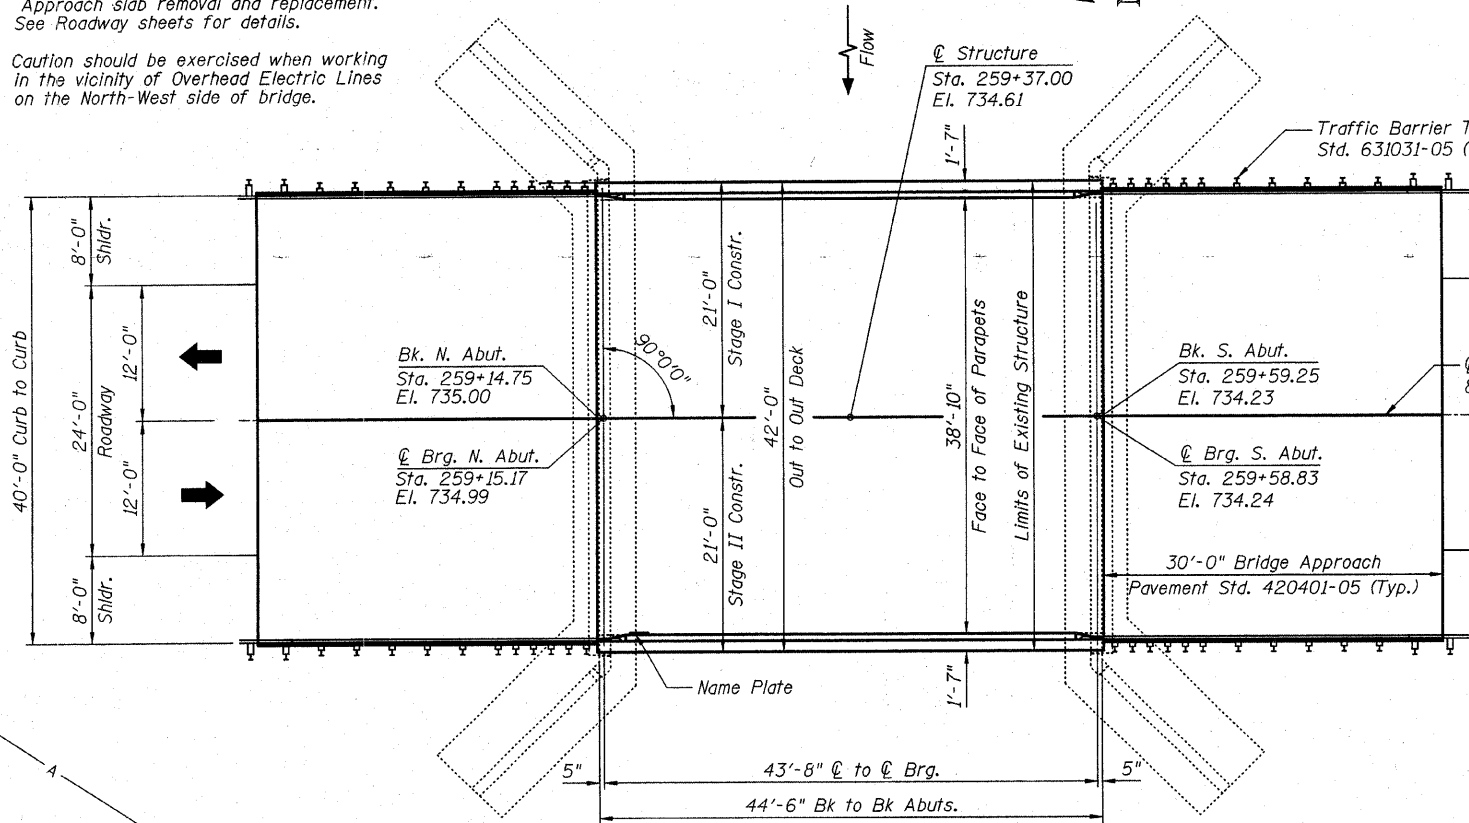 Approach slab removal and replacement.
See Roadway sheets for details.
Caution should be exercised when working
in the vicinity of Overhead Electric Lines
on the North-West side of bridge.
Flow
℄ Structure
Sta. 259+37.00
El. 734.61
1'-7"
Traffic Barrier T
Std. 631031-05 (
40'-0" Curb to Curb
8'-0"
Shldr.
24'-0"
Roadway
12'-0"
12'-0"
8'-0"
Shldr.
Bk. N. Abut.
Sta. 259+14.75
El. 735.00
℄ Brg. N. Abut.
Sta. 259+15.17
El. 734.99
90°0'0"
21'-0"
Stage I Constr.
21'-0"
Stage II Constr.
42'-0"
Out to Out Deck
38'-10"
Face to Face of Parapets
Limits of Existing Structure
Bk. S. Abut.
Sta. 259+59.25
El. 734.23
℄ Brg. S. Abut.
Sta. 259+58.83
El. 734.24
℄
30'-0" Bridge Approach
Pavement Std. 420401-05 (Typ.)
Name Plate
1'-7"
4
5"
43'-8" ℄ to ℄ Brg.
5"
44'-6" Bk to Bk Abuts.